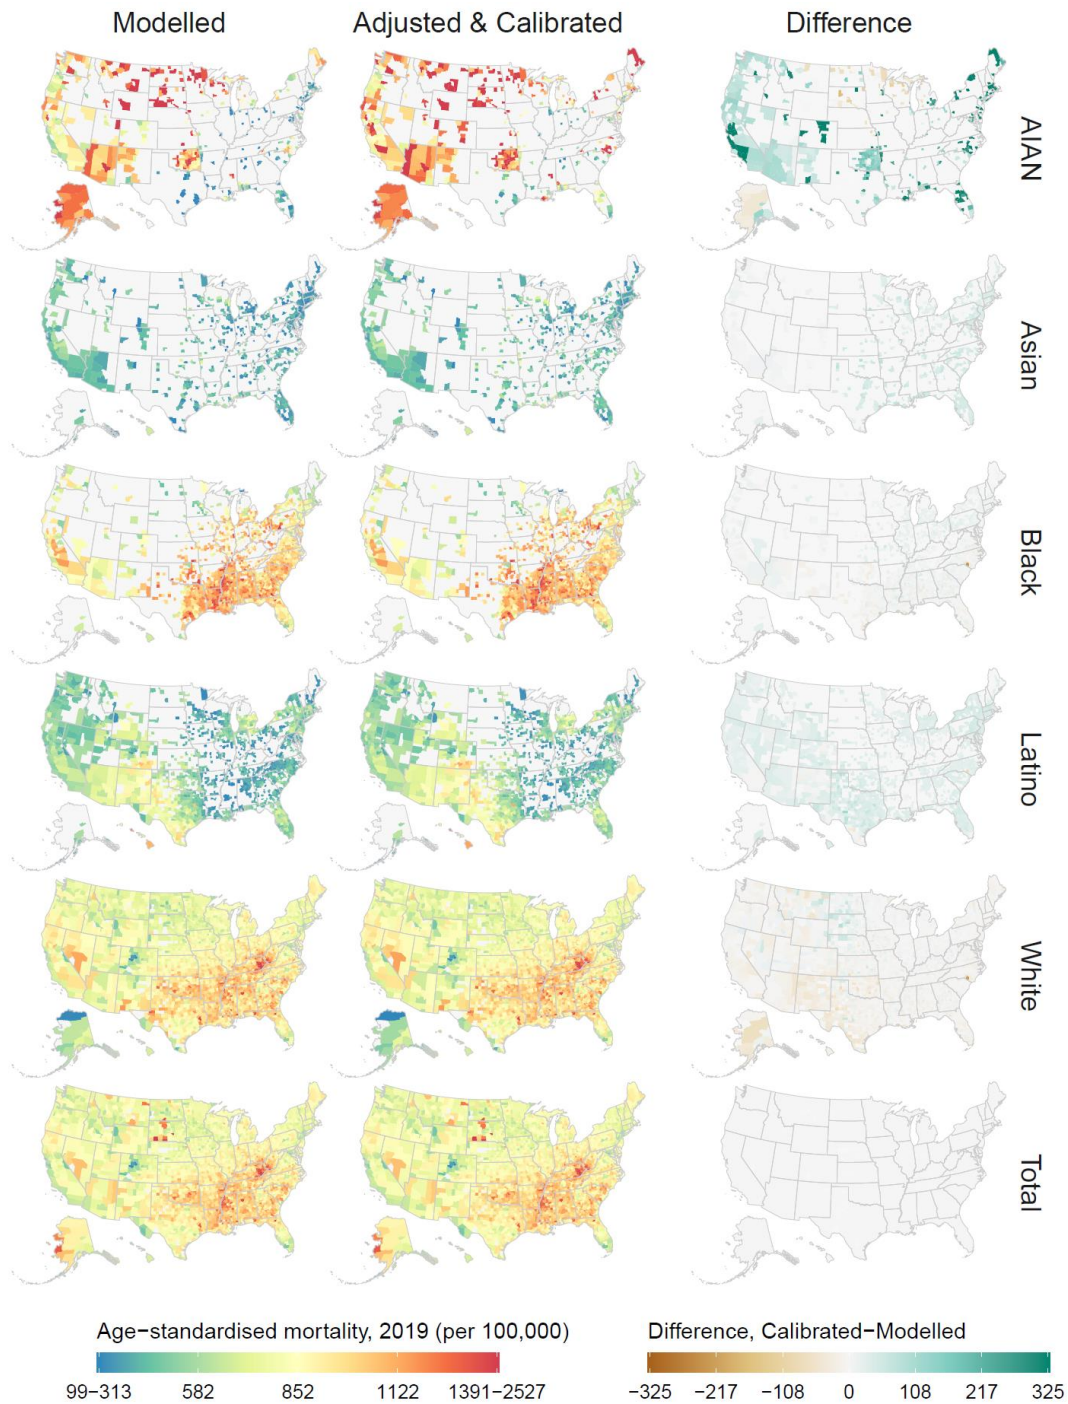 Modelled Adjusted & Calibrated Difference
AIAN
Asian
Black
Latino
White
Total
Age−standardised mortality, 2019 (per 100,000)
99−313 582 852 1122 1391−2527
Difference, Calibrated−Modelled
−325 −217 −108 0 108 217 325